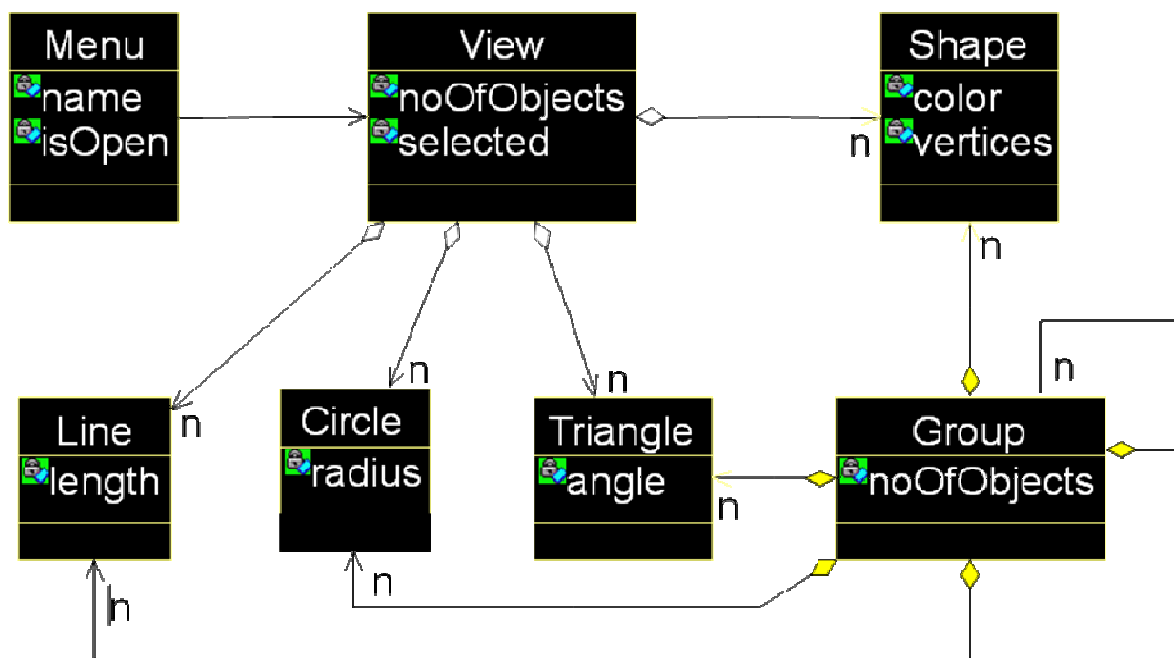 Menu
name
isOpen
View
noOfObjects
selected
Shape
color
vertices
n
n
n
n
n
n
Line
length
Circle
radius
Triangle
angle
Group
noOfObjects
n
n
n